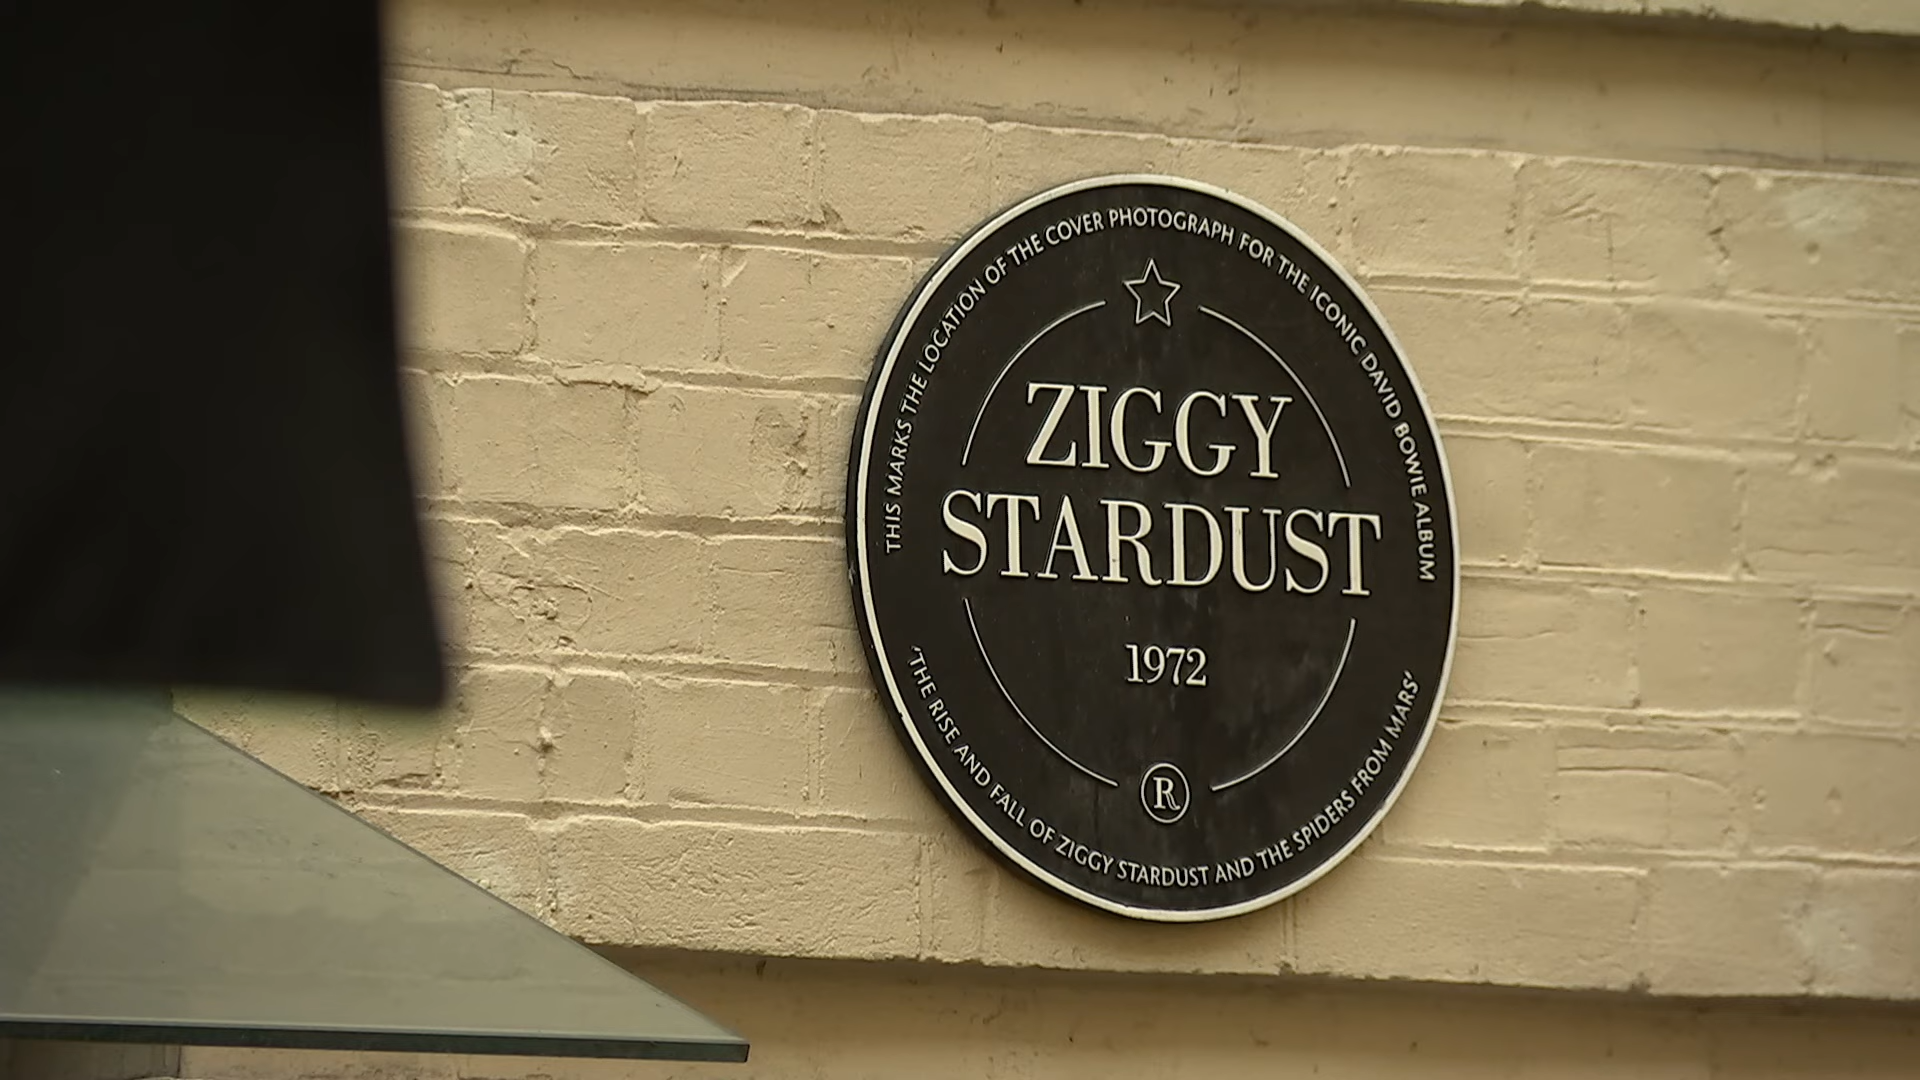 THIS MARKS THE LOCATION OF THE COVER PHOTOGRAPH FOR THE ICONIC DAVID BOWIE ALBUM
ZIGGY
STARDUST
1972
R
'THE RISE AND FALL OF ZIGGY STARDUST AND THE SPIDERS FROM MARS'